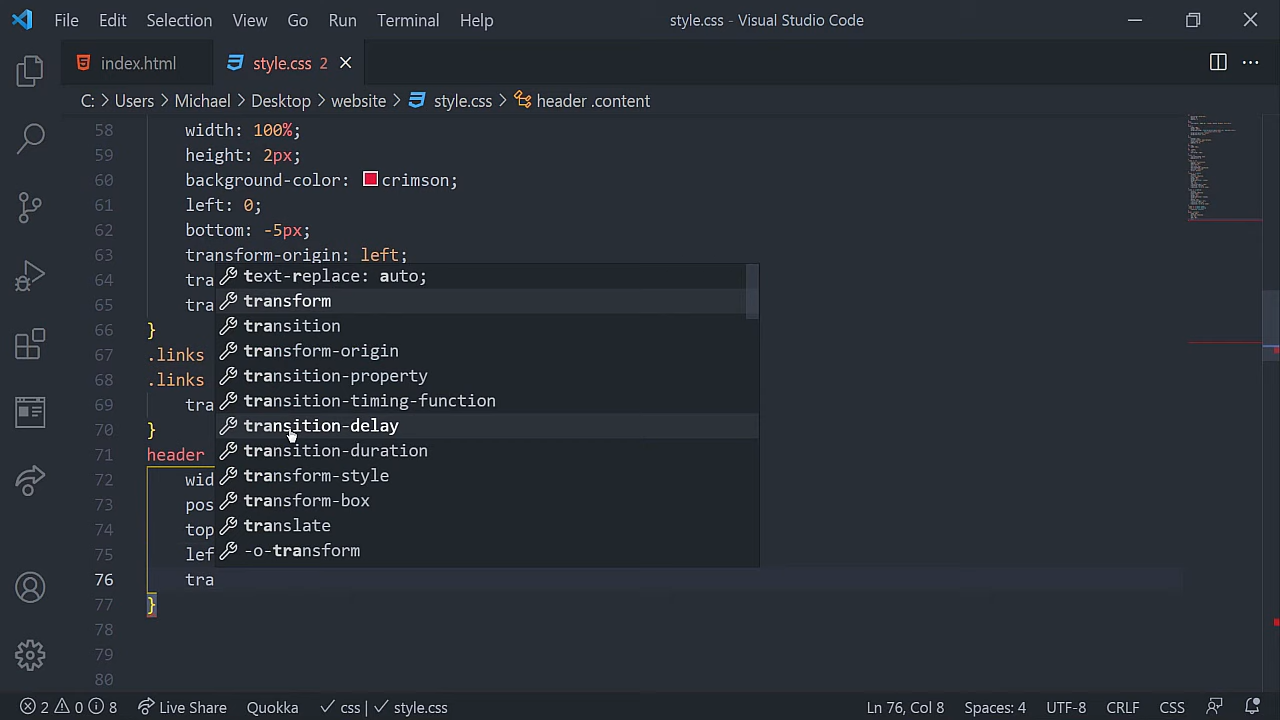 File Edit Selection View Go Run Terminal Help style.css - Visual Studio Code
index.html style.css 2
C: > Users > Michael > Desktop > website > style.css > header .content
58 width: 100%;
59 height: 2px;
60 background-color: crimson;
61 left: 0;
62 bottom: -5px;
63 transform-origin: left;
64 tra
65 tra
66 }
67 .links
68 .links
69 tra
70 }
71 header
72 wid
73 pos
74 top
75 lef
76 tra
77 }
78
79
80
text-replace: auto;
transform
transition
transform-origin
transition-property
transition-timing-function
transition-delay
transition-duration
transform-style
transform-box
translate
-o-transform
2 0 8 Live Share Quokka css | style.css Ln 76, Col 8 Spaces: 4 UTF-8 CRLF CSS